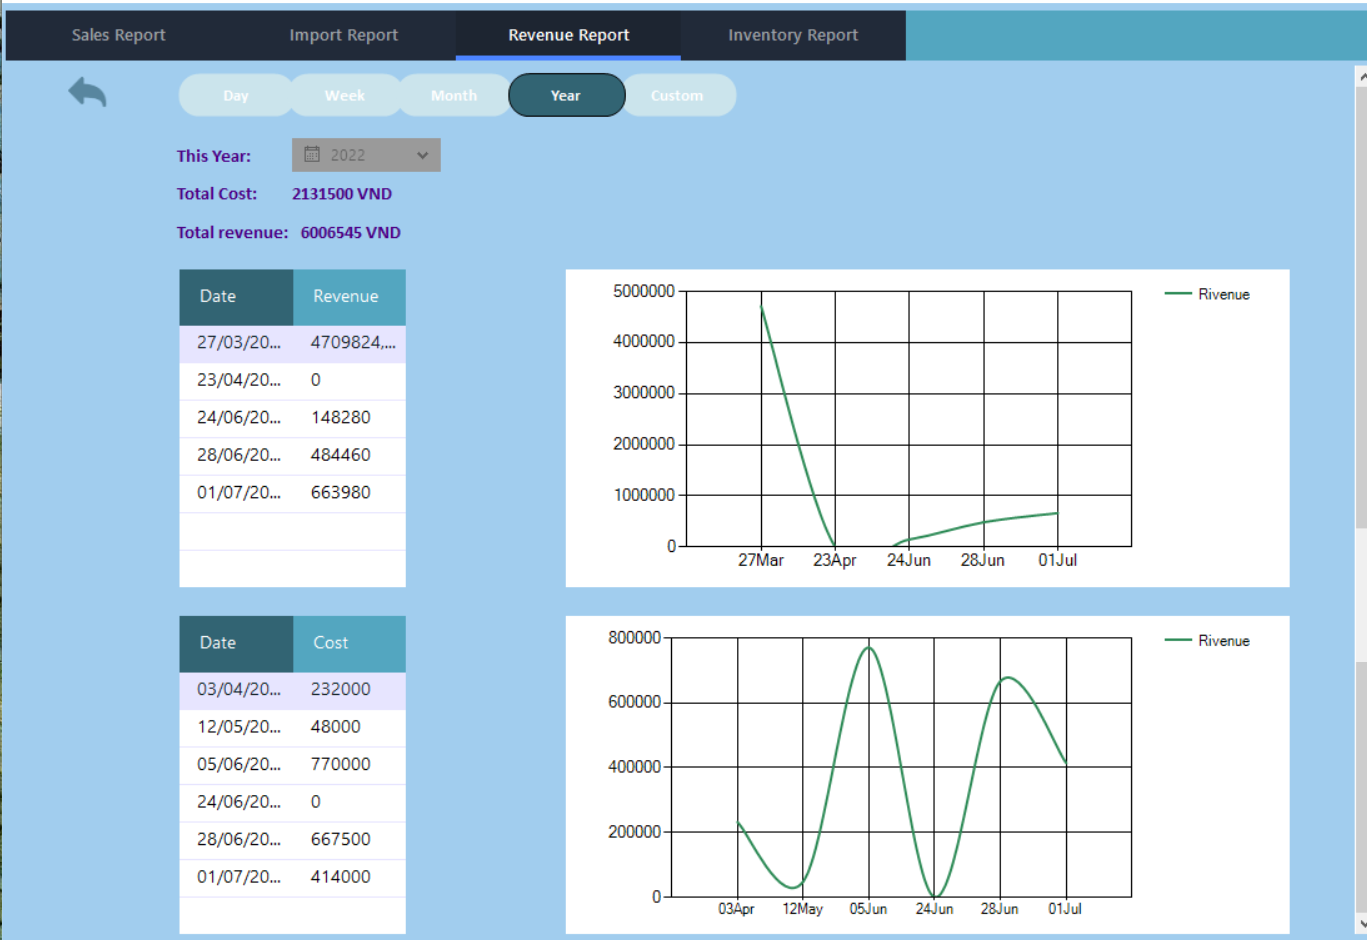 Sales Report Import Report Revenue Report Inventory Report
Day Week Month Year Custom
This Year: 2022
Total Cost: 2131500 VND
Total revenue: 6006545 VND
Date Revenue
27/03/20... 4709824,...
23/04/20... 0
24/06/20... 148280
28/06/20... 484460
01/07/20... 663980
5000000
4000000
3000000
2000000
1000000
0
27Mar 23Apr 24Jun 28Jun 01Jul
Rivenue
Date Cost
03/04/20... 232000
12/05/20... 48000
05/06/20... 770000
24/06/20... 0
28/06/20... 667500
01/07/20... 414000
800000
600000
400000
200000
0
03Apr 12May 05Jun 24Jun 28Jun 01Jul
Rivenue